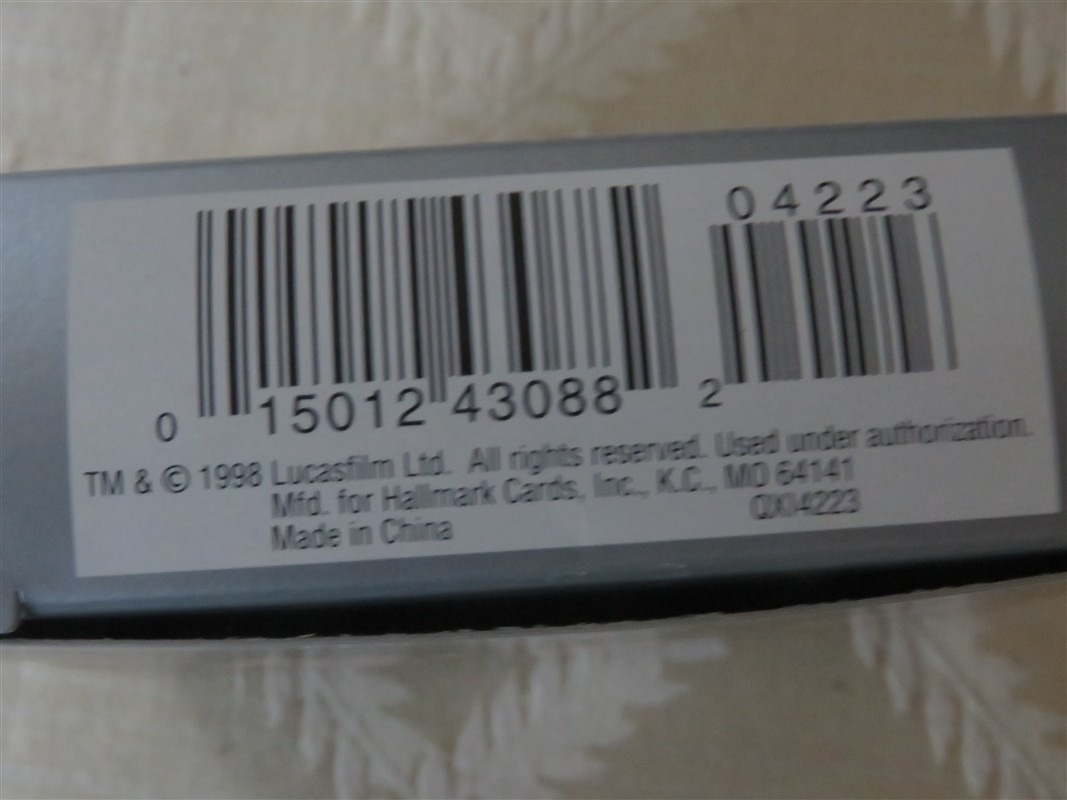 04223
0 15012 43088 2
TM & © 1998 Lucasfilm Ltd. All rights reserved. Used under authorization.
Mfd. for Hallmark Cards, Inc., K.C., MO 64141
Made in China QXI4223